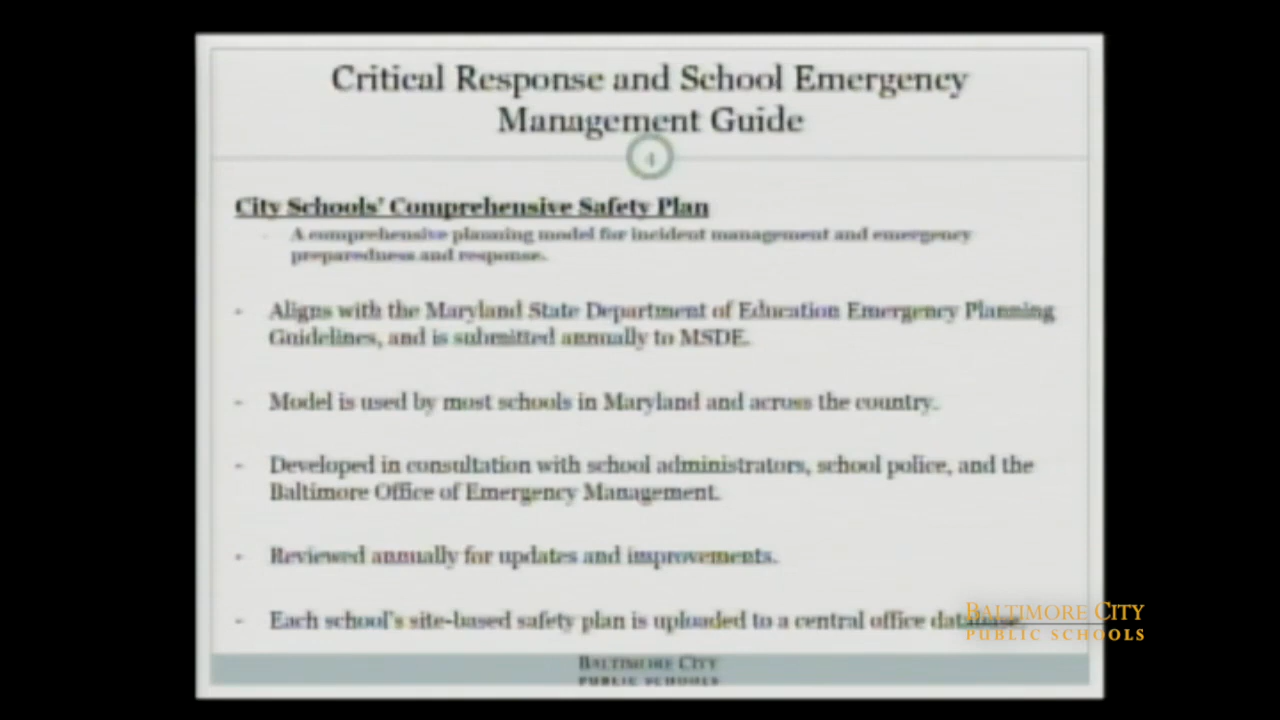 Critical Response and School Emergency
Management Guide
4
City Schools' Comprehensive Safety Plan
- A comprehensive planning model for incident management and emergency
preparedness and response.
- Aligns with the Maryland State Department of Education Emergency Planning
Guidelines, and is submitted annually to MSDE.
- Model is used by most schools in Maryland and across the country.
- Developed in consultation with school administrators, school police, and the
Baltimore Office of Emergency Management.
- Reviewed annually for updates and improvements.
- Each school's site-based safety plan is uploaded to a central office database.
BALTIMORE CITY
PUBLIC SCHOOLS
BALTIMORE CITY
PUBLIC SCHOOLS